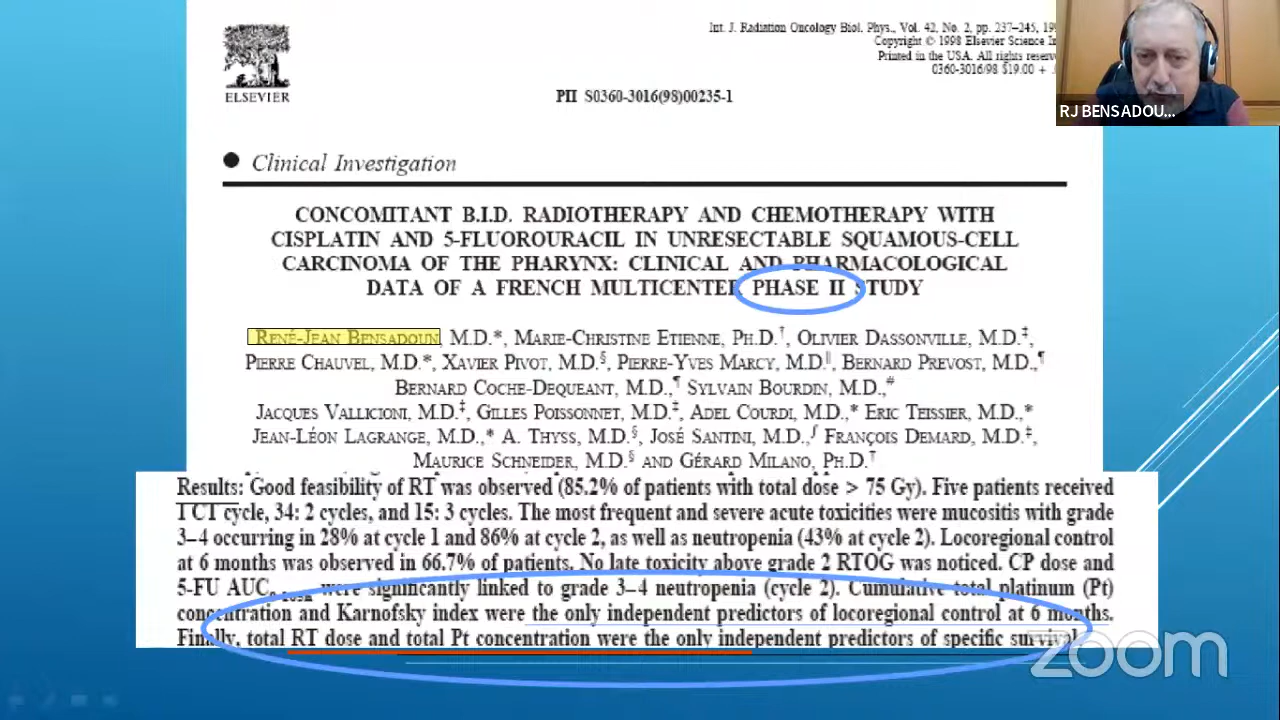 Int. J. Radiation Oncology Biol. Phys., Vol. 42, No. 2, pp. 237–245,
Copyright © 1998 Elsevier Science
Printed in the USA. All rights
0360-3016/98 $19.00 +
ELSEVIER
PII S0360-3016(98)00235-1
RJ BENSADOU...
● Clinical Investigation
CONCOMITANT B.I.D. RADIOTHERAPY AND CHEMOTHERAPY WITH
CISPLATIN AND 5-FLUOROURACIL IN UNRESECTABLE SQUAMOUS-CELL
CARCINOMA OF THE PHARYNX: CLINICAL AND PHARMACOLOGICAL
DATA OF A FRENCH MULTICENTER PHASE II STUDY
RENÉ-JEAN BENSADOUN, M.D.*, MARIE-CHRISTINE ETIENNE, PH.D.†, OLIVIER DASSONVILLE, M.D.‡,
PIERRE CHAUVEL, M.D.*, XAVIER PIVOT, M.D.§, PIERRE-YVES MARCY, M.D.‖, BERNARD PREVOST, M.D.,¶
BERNARD COCHE-DEQUEANT, M.D.,¶ SYLVAIN BOURDIN, M.D.,#
JACQUES VALLICIONI, M.D.‡, GILLES POISSONNET, M.D.‡, ADEL COURDI, M.D.,* ERIC TEISSIER, M.D.,*
JEAN-LÉON LAGRANGE, M.D.,* A. THYSS, M.D.§, JOSÉ SANTINI, M.D.,∫ FRANÇOIS DEMARD, M.D.‡,
MAURICE SCHNEIDER, M.D.§ AND GÉRARD MILANO, PH.D.†
Results: Good feasibility of RT was observed (85.2% of patients with total dose > 75 Gy). Five patients received
1 CT cycle, 34: 2 cycles, and 15: 3 cycles. The most frequent and severe acute toxicities were mucositis with grade
3–4 occurring in 28% at cycle 1 and 86% at cycle 2, as well as neutropenia (43% at cycle 2). Locoregional control
at 6 months was observed in 66.7% of patients. No late toxicity above grade 2 RTOG was noticed. CP dose and
5-FU AUC were significantly linked to grade 3–4 neutropenia (cycle 2). Cumulative total platinum (Pt)
concentration and Karnofsky index were the only independent predictors of locoregional control at 6 months.
Finally, total RT dose and total Pt concentration were the only independent predictors of specific survival
zoom